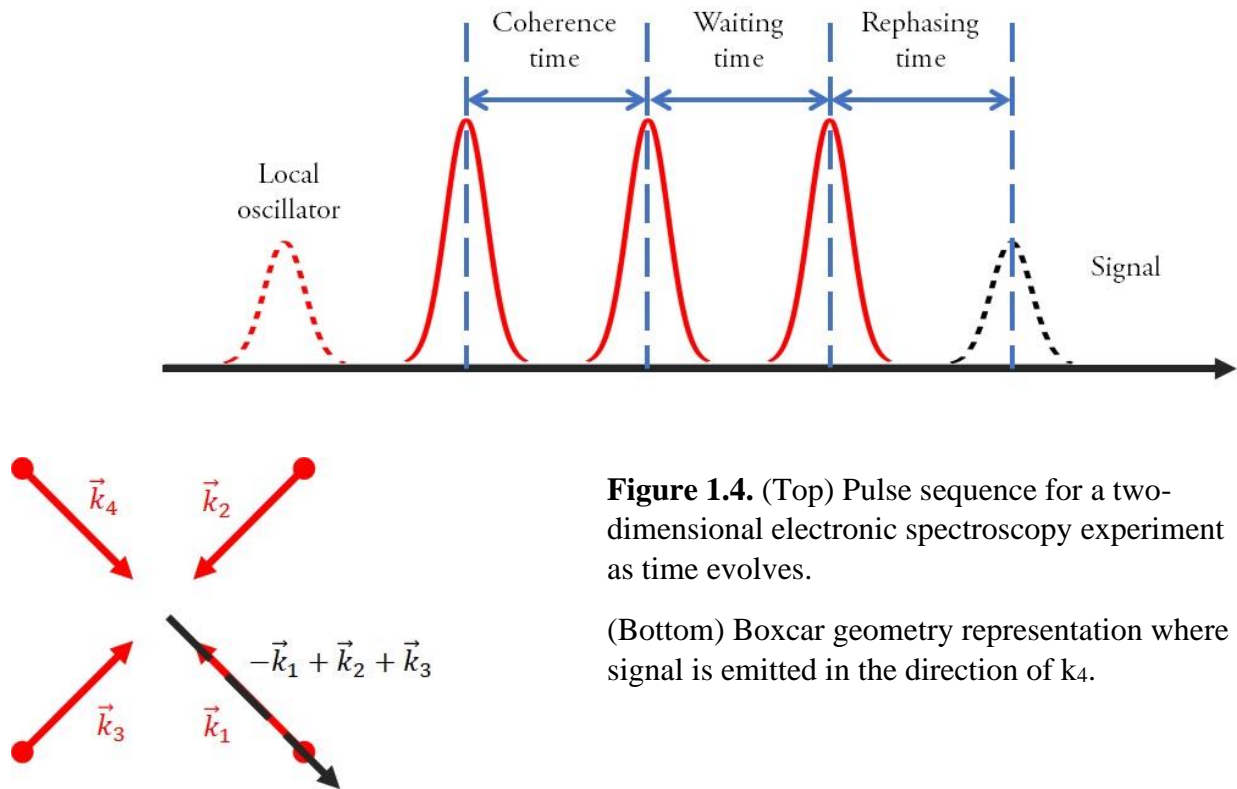 Coherence time
Waiting time
Rephasing time
Local oscillator
Signal
k⃗₄
k⃗₂
−k⃗₁ + k⃗₂ + k⃗₃
k⃗₃
k⃗₁
Figure 1.4. (Top) Pulse sequence for a two-
dimensional electronic spectroscopy experiment
as time evolves.
(Bottom) Boxcar geometry representation where
signal is emitted in the direction of k₄.